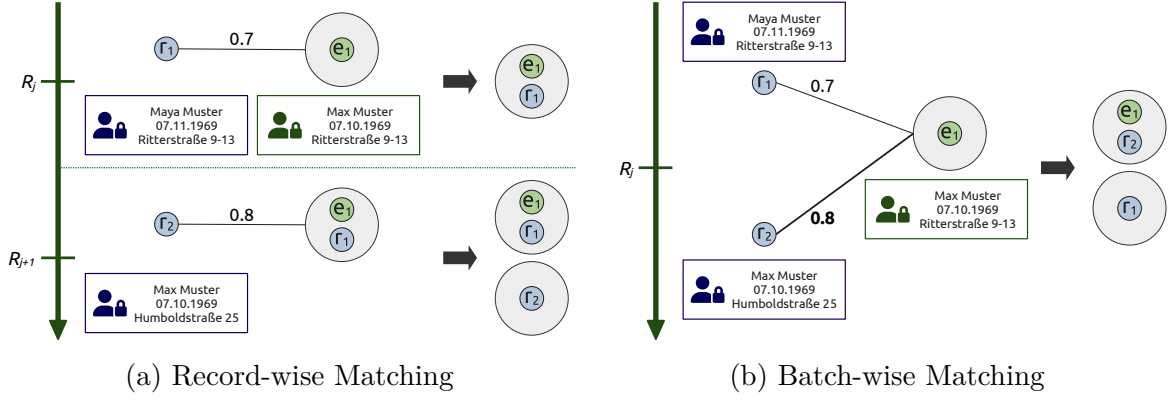 r1
0.7
e1
e1
r1
Rj
Maya Muster
07.11.1969
Ritterstraße 9-13
Max Muster
07.10.1969
Ritterstraße 9-13
r2
0.8
e1
r1
e1
r1
Rj+1
Max Muster
07.10.1969
Humboldstraße 25
r2
(a) Record-wise Matching
Maya Muster
07.11.1969
Ritterstraße 9-13
r1
0.7
e1
e1
r2
Rj
Max Muster
07.10.1969
Ritterstraße 9-13
r1
r2
0.8
Max Muster
07.10.1969
Humboldstraße 25
(b) Batch-wise Matching